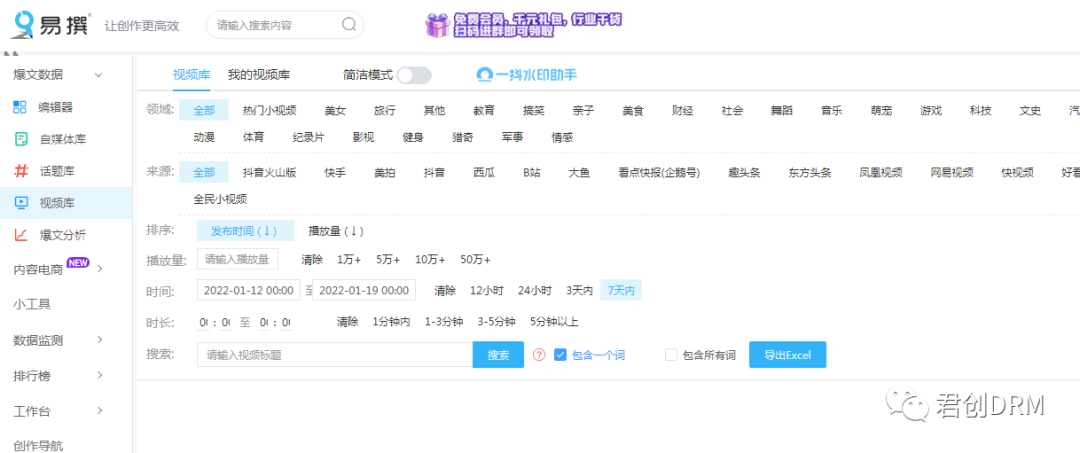 易撰 让创作更高效 请输入搜索内容 免费会员，千元礼包，行业干货
扫码进群即可领取
爆文数据
编辑器
自媒体库
话题库
视频库
爆文分析
内容电商 NEW
小工具
数据监测
排行榜
工作台
创作导航
视频库 我的视频库 简洁模式 一抖水印助手
领域: 全部 热门小视频 美女 旅行 其他 教育 搞笑 亲子 美食 财经 社会 舞蹈 音乐 萌宠 游戏 科技 文史 汽
动漫 体育 纪录片 影视 健身 猎奇 军事 情感
来源: 全部 抖音火山版 快手 美拍 抖音 西瓜 B站 大鱼 看点快报(企鹅号) 趣头条 东方头条 凤凰视频 网易视频 快视频 好看
全民小视频
排序: 发布时间(↓) 播放量(↓)
播放量: 请输入播放量 清除 1万+ 5万+ 10万+ 50万+
时间: 2022-01-12 00:00 至 2022-01-19 00:00 清除 12小时 24小时 3天内 7天内
时长: : 至 : 清除 1分钟内 1-3分钟 3-5分钟 5分钟以上
搜索: 请输入视频标题 搜索 ? 包含一个词 包含所有词 导出Excel
君创DRM